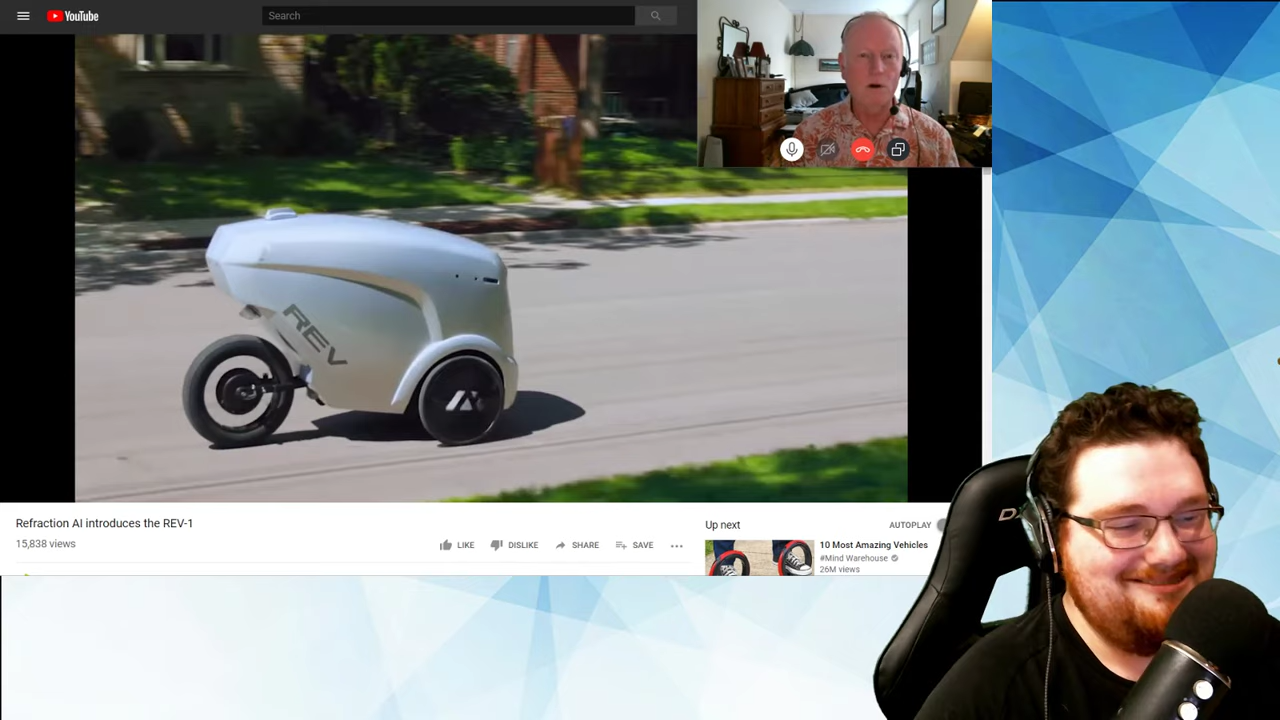 YouTube
Search
REV
Refraction AI introduces the REV-1
15,838 views
LIKE
DISLIKE
SHARE
SAVE
Up next
AUTOPLAY
10 Most Amazing Vehicles
#Mind Warehouse
26M views